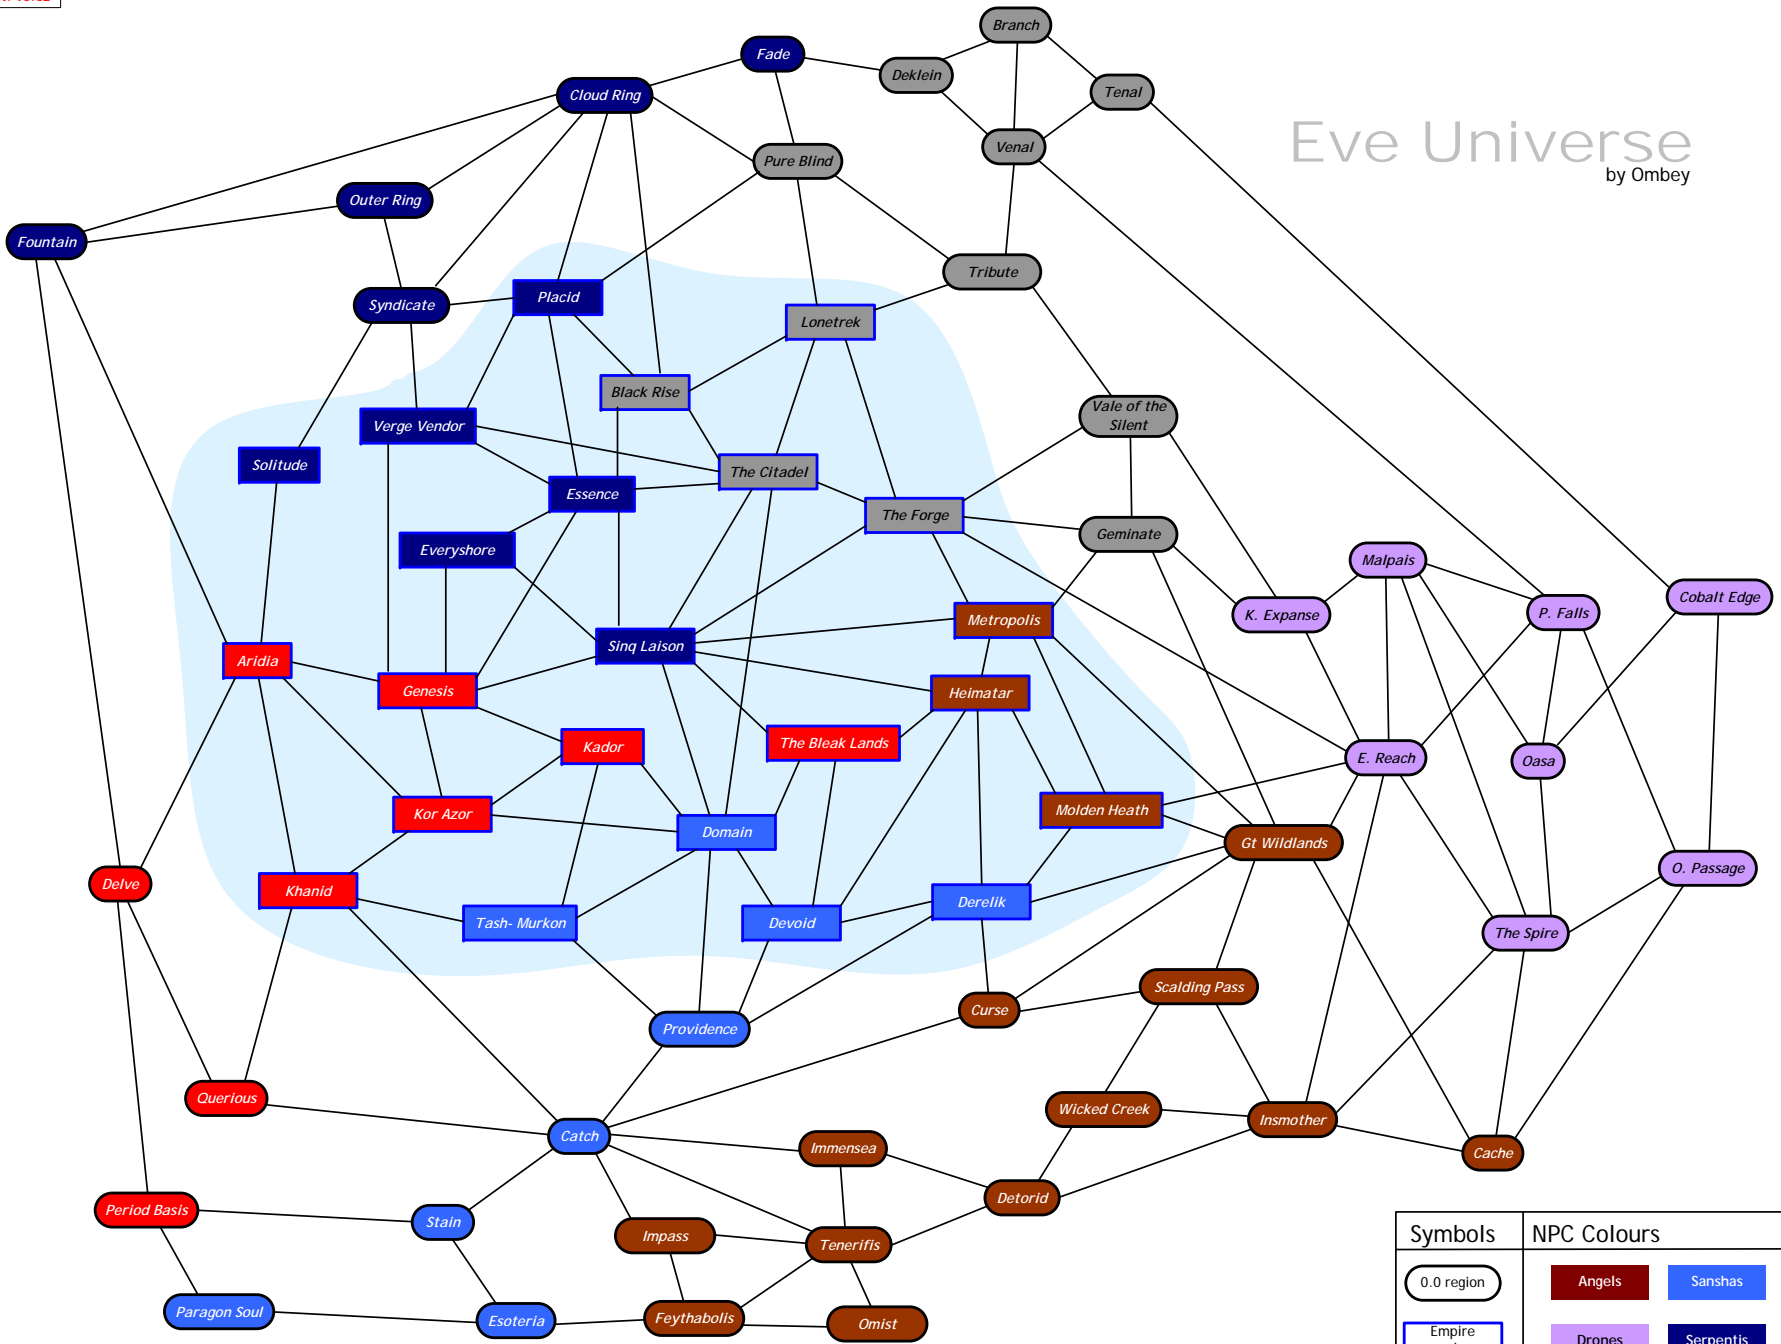 Branch
Fade
Deklein
Cloud Ring
Tenal
Eve Universe
by Ombey
Venal
Pure Blind
Outer Ring
Fountain
Tribute
Placid
Syndicate
Lonetrek
Black Rise
Vale of the
Silent
Verge Vendor
Solitude
The Citadel
Essence
The Forge
Geminate
Everyshore
Malpais
Cobalt Edge
P. Falls
K. Expanse
Metropolis
Sinq Laison
Aridia
Genesis
Heimatar
Kador
The Bleak Lands
E. Reach
Oasa
Molden Heath
Kor Azor
Domain
Gt Wildlands
O. Passage
Delve
Khanid
Derelik
Tash- Murkon
Devoid
The Spire
Scalding Pass
Curse
Providence
Querious
Wicked Creek
Insmother
Catch
Immensea
Cache
Detorid
Period Basis
Stain
Impass
Tenerifis
Symbols
NPC Colours
0.0 region
Angels
Sanshas
Paragon Soul
Esoteria
Feythabolis
Omist
Empire
Drones
Serpentis